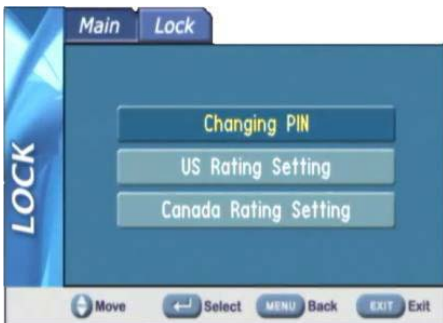 Main Lock
LOCK
Changing PIN
US Rating Setting
Canada Rating Setting
Move Select MENU Back EXIT Exit